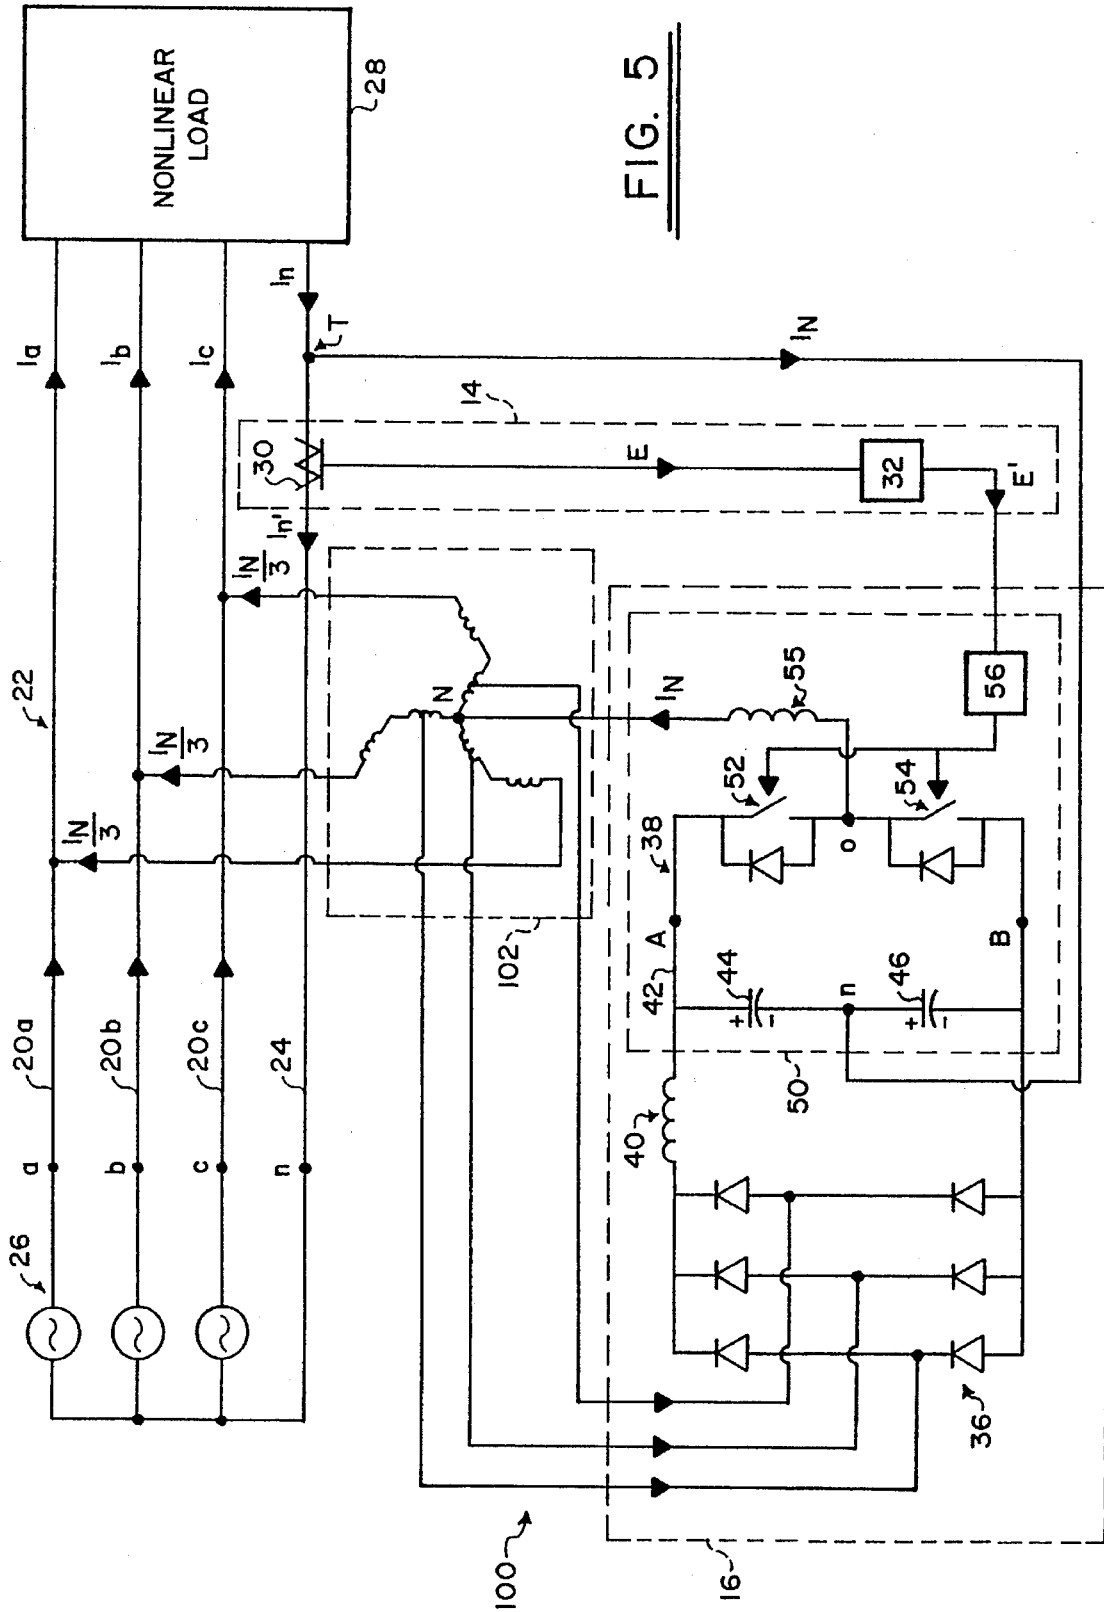 26
a
20a
22
Ia
b
20b
Ib
c
20c
Ic
n
24
In'
30
In
T
NONLINEAR
LOAD
28
IN
3
IN
3
IN
3
14
102
N
E
32
E'
IN
IN
55
56
52
54
38
o
A
B
42
44
+
-
n
46
+
-
50
40
36
100
16
FIG. 5